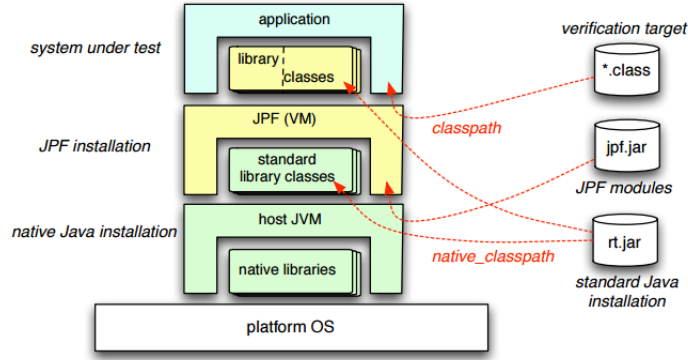 application
verification target
system under test
library
classes
*.class
classpath
JPF (VM)
jpf.jar
JPF installation
standard
library classes
JPF modules
host JVM
native Java installation
rt.jar
native_classpath
native libraries
standard Java
installation
platform OS